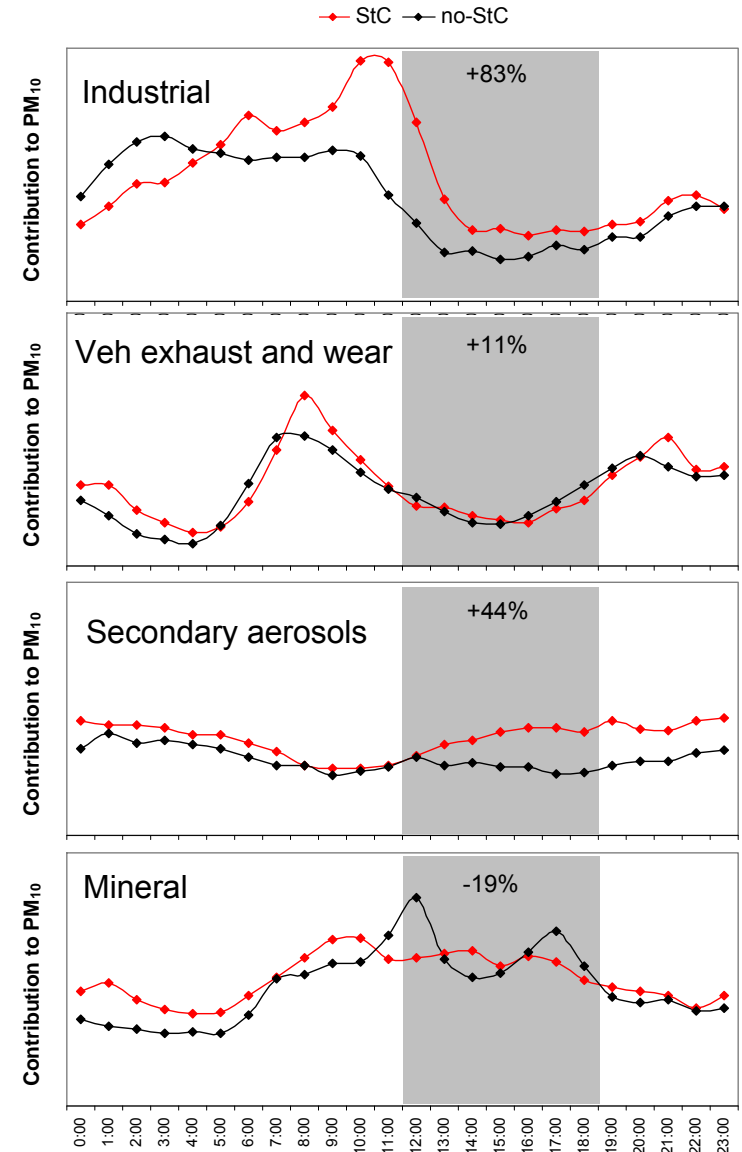 StC no-StC
Contribution to PM₁₀
Industrial
+83%
Contribution to PM₁₀
Veh exhaust and wear
+11%
Contribution to PM₁₀
Secondary aerosols
+44%
Contribution to PM₁₀
Mineral
-19%
0:00 1:00 2:00 3:00 4:00 5:00 6:00 7:00 8:00 9:00 10:00 11:00 12:00 13:00 14:00 15:00 16:00 17:00 18:00 19:00 20:00 21:00 22:00 23:00